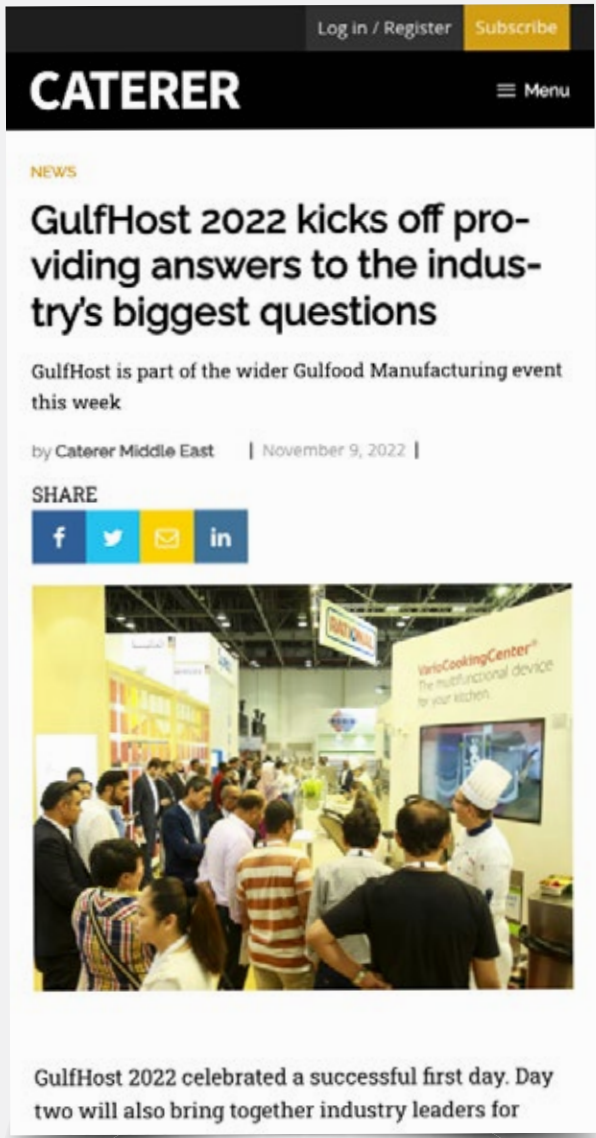 Log in / Register
Subscribe
CATERER
Menu
NEWS
GulfHost 2022 kicks off pro-
viding answers to the indus-
try's biggest questions
GulfHost is part of the wider Gulfood Manufacturing event
this week
by Caterer Middle East | November 9, 2022 |
SHARE
f
in
RATIONAL
VarioCookingCenter®
The multifunctional device
for your kitchen.
GulfHost 2022 celebrated a successful first day. Day
two will also bring together industry leaders for